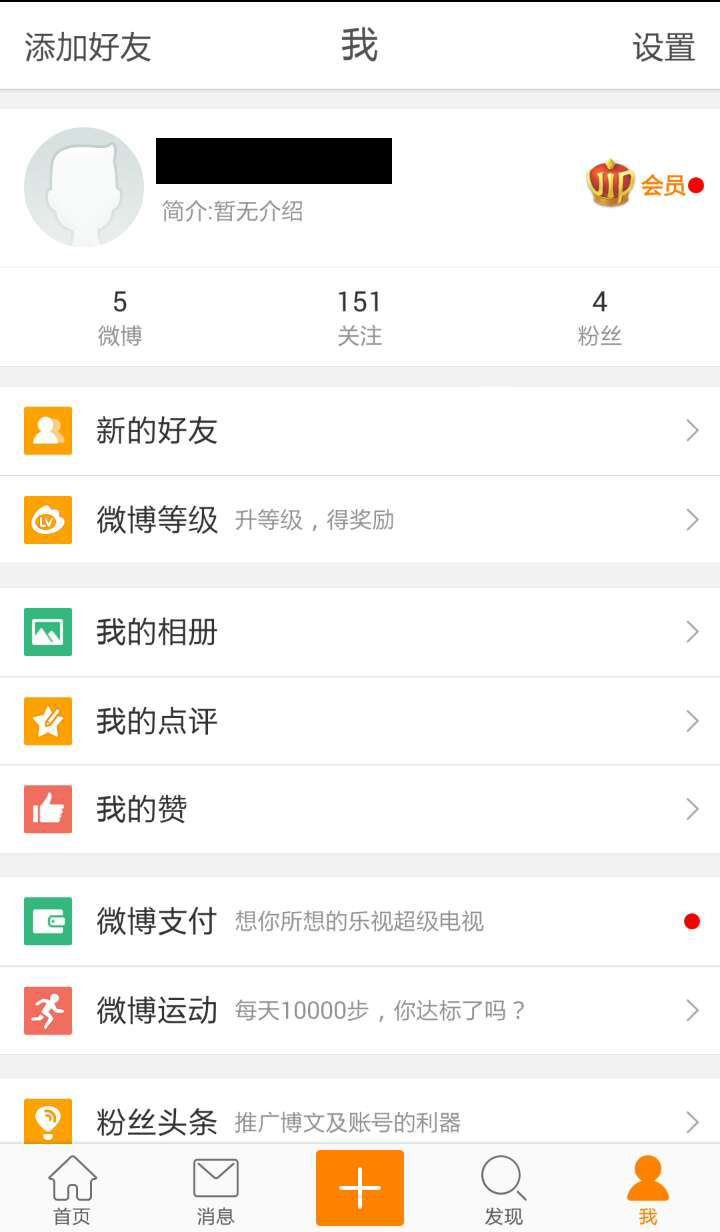 添加好友 我 设置
简介:暂无介绍
VIP 会员
5 151 4
微博 关注 粉丝
新的好友
LV 微博等级 升等级，得奖励
我的相册
我的点评
我的赞
微博支付 想你所想的乐视超级电视
微博运动 每天10000步，你达标了吗？
粉丝头条 推广博文及账号的利器
首页 消息 发现 我